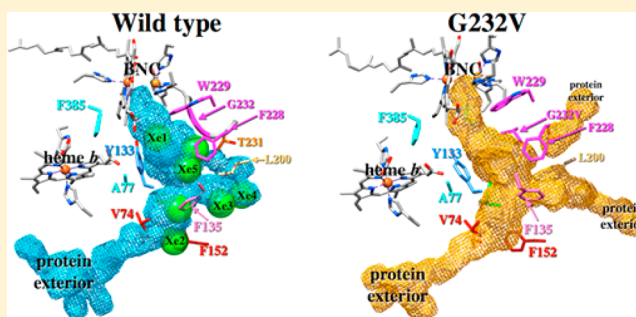 Wild type
BNC
W229
G232
F385
F228
Xe1
T231
heme b
Y133
Xe5
L200
A77
Xe4
Xe3
V74
F135
Xe2
F152
protein
exterior
G232V
BNC
W229
protein
exterior
G232V
F385
F228
heme b
Y133
L200
A77
protein
exterior
V74
F135
F152
protein
exterior